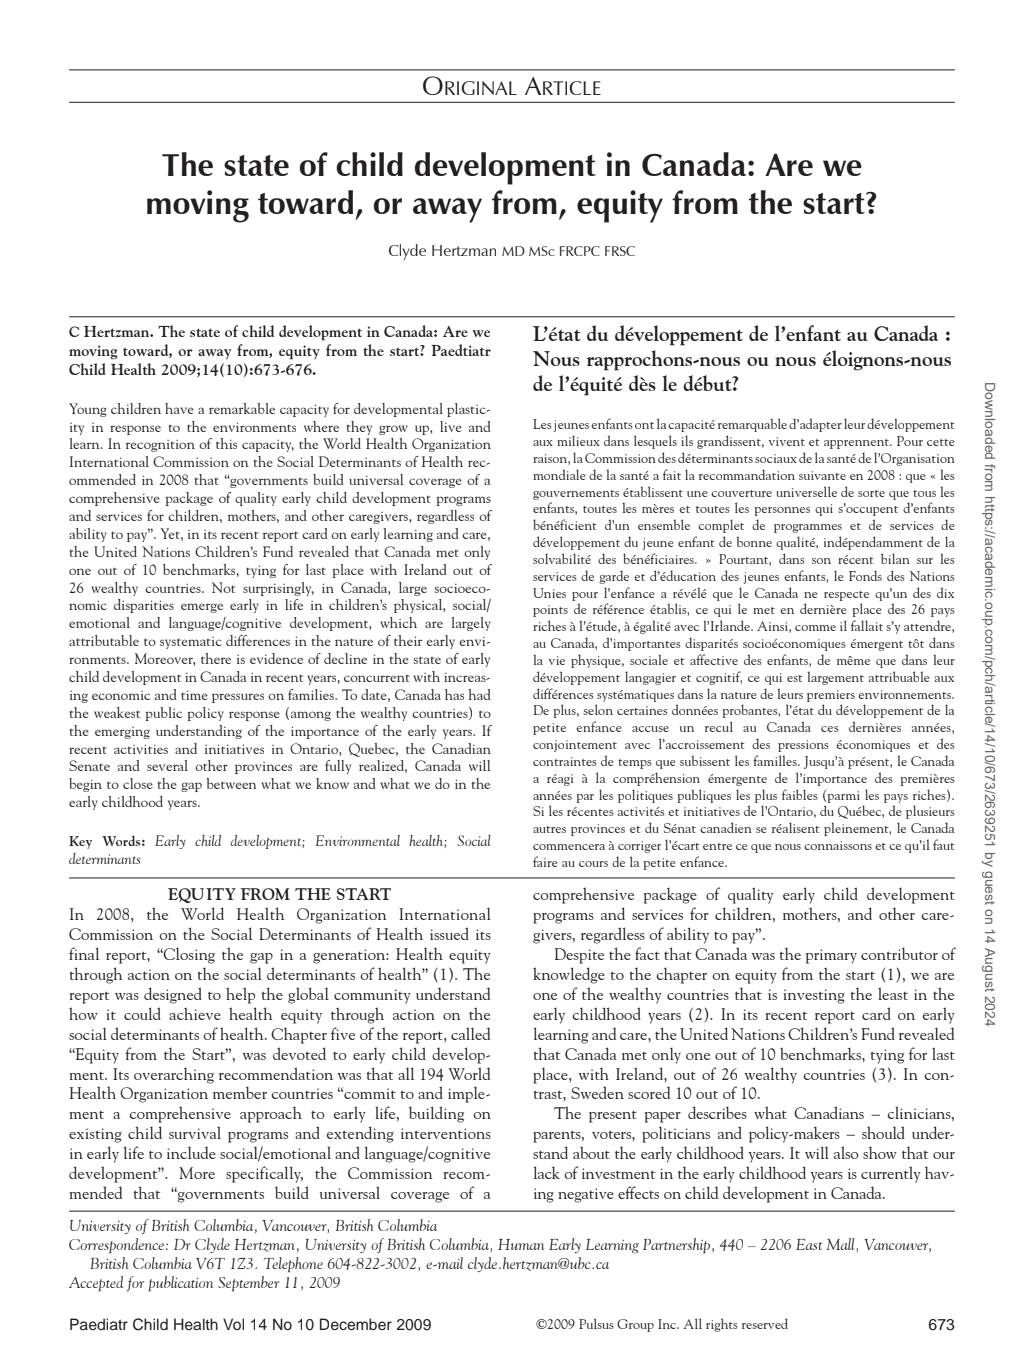 ORIGINAL ARTICLE
The state of child development in Canada: Are we
moving toward, or away from, equity from the start?
Clyde Hertzman MD MSc FRCPC FRSC
C Hertzman. The state of child development in Canada: Are we
moving toward, or away from, equity from the start? Paedtiatr
Child Health 2009;14(10):673-676.
Young children have a remarkable capacity for developmental plastic-
ity in response to the environments where they grow up, live and
learn. In recognition of this capacity, the World Health Organization
International Commission on the Social Determinants of Health rec-
ommended in 2008 that “governments build universal coverage of a
comprehensive package of quality early child development programs
and services for children, mothers, and other caregivers, regardless of
ability to pay”. Yet, in its recent report card on early learning and care,
the United Nations Children’s Fund revealed that Canada met only
one out of 10 benchmarks, tying for last place with Ireland out of
26 wealthy countries. Not surprisingly, in Canada, large socioeco-
nomic disparities emerge early in life in children’s physical, social/
emotional and language/cognitive development, which are largely
attributable to systematic differences in the nature of their early envi-
ronments. Moreover, there is evidence of decline in the state of early
child development in Canada in recent years, concurrent with increas-
ing economic and time pressures on families. To date, Canada has had
the weakest public policy response (among the wealthy countries) to
the emerging understanding of the importance of the early years. If
recent activities and initiatives in Ontario, Quebec, the Canadian
Senate and several other provinces are fully realized, Canada will
begin to close the gap between what we know and what we do in the
early childhood years.
Key Words: Early child development; Environmental health; Social
determinants
L’état du développement de l’enfant au Canada :
Nous rapprochons-nous ou nous éloignons-nous
de l’équité dès le début?
Les jeunes enfants ont la capacité remarquable d’adapter leur développement
aux milieux dans lesquels ils grandissent, vivent et apprennent. Pour cette
raison, la Commission des déterminants sociaux de la santé de l’Organisation
mondiale de la santé a fait la recommandation suivante en 2008 : que « les
gouvernements établissent une couverture universelle de sorte que tous les
enfants, toutes les mères et toutes les personnes qui s’occupent d’enfants
bénéficient d’un ensemble complet de programmes et de services de
développement du jeune enfant de bonne qualité, indépendamment de la
solvabilité des bénéficiaires. » Pourtant, dans son récent bilan sur les
services de garde et d’éducation des jeunes enfants, le Fonds des Nations
Unies pour l’enfance a révélé que le Canada ne respecte qu’un des dix
points de référence établis, ce qui le met en dernière place des 26 pays
riches à l’étude, à égalité avec l’Irlande. Ainsi, comme il fallait s’y attendre,
au Canada, d’importantes disparités socioéconomiques émergent tôt dans
la vie physique, sociale et affective des enfants, de même que dans leur
développement langagier et cognitif, ce qui est largement attribuable aux
différences systématiques dans la nature de leurs premiers environnements.
De plus, selon certaines données probantes, l’état du développement de la
petite enfance accuse un recul au Canada ces dernières années,
conjointement avec l’accroissement des pressions économiques et des
contraintes de temps que subissent les familles. Jusqu’à présent, le Canada
a réagi à la compréhension émergente de l’importance des premières
années par les politiques publiques les plus faibles (parmi les pays riches).
Si les récentes activités et initiatives de l’Ontario, du Québec, de plusieurs
autres provinces et du Sénat canadien se réalisent pleinement, le Canada
commencera à corriger l’écart entre ce que nous connaissons et ce qu’il faut
faire au cours de la petite enfance.
EQUITY FROM THE START
In 2008, the World Health Organization International
Commission on the Social Determinants of Health issued its
final report, “Closing the gap in a generation: Health equity
through action on the social determinants of health” (1). The
report was designed to help the global community understand
how it could achieve health equity through action on the
social determinants of health. Chapter five of the report, called
“Equity from the Start”, was devoted to early child develop-
ment. Its overarching recommendation was that all 194 World
Health Organization member countries “commit to and imple-
ment a comprehensive approach to early life, building on
existing child survival programs and extending interventions
in early life to include social/emotional and language/cognitive
development”. More specifically, the Commission recom-
mended that “governments build universal coverage of a
comprehensive package of quality early child development
programs and services for children, mothers, and other care-
givers, regardless of ability to pay”.
Despite the fact that Canada was the primary contributor of
knowledge to the chapter on equity from the start (1), we are
one of the wealthy countries that is investing the least in the
early childhood years (2). In its recent report card on early
learning and care, the United Nations Children’s Fund revealed
that Canada met only one out of 10 benchmarks, tying for last
place, with Ireland, out of 26 wealthy countries (3). In con-
trast, Sweden scored 10 out of 10.
The present paper describes what Canadians – clinicians,
parents, voters, politicians and policy-makers – should under-
stand about the early childhood years. It will also show that our
lack of investment in the early childhood years is currently hav-
ing negative effects on child development in Canada.
University of British Columbia, Vancouver, British Columbia
Correspondence: Dr Clyde Hertzman, University of British Columbia, Human Early Learning Partnership, 440 – 2206 East Mall, Vancouver,
British Columbia V6T 1Z3. Telephone 604-822-3002, e-mail clyde.hertzman@ubc.ca
Accepted for publication September 11, 2009
Paediatr Child Health Vol 14 No 10 December 2009
©2009 Pulsus Group Inc. All rights reserved
673
Downloaded from https://academic.oup.com/pch/article/14/10/673/2639251 by guest on 14 August 2024